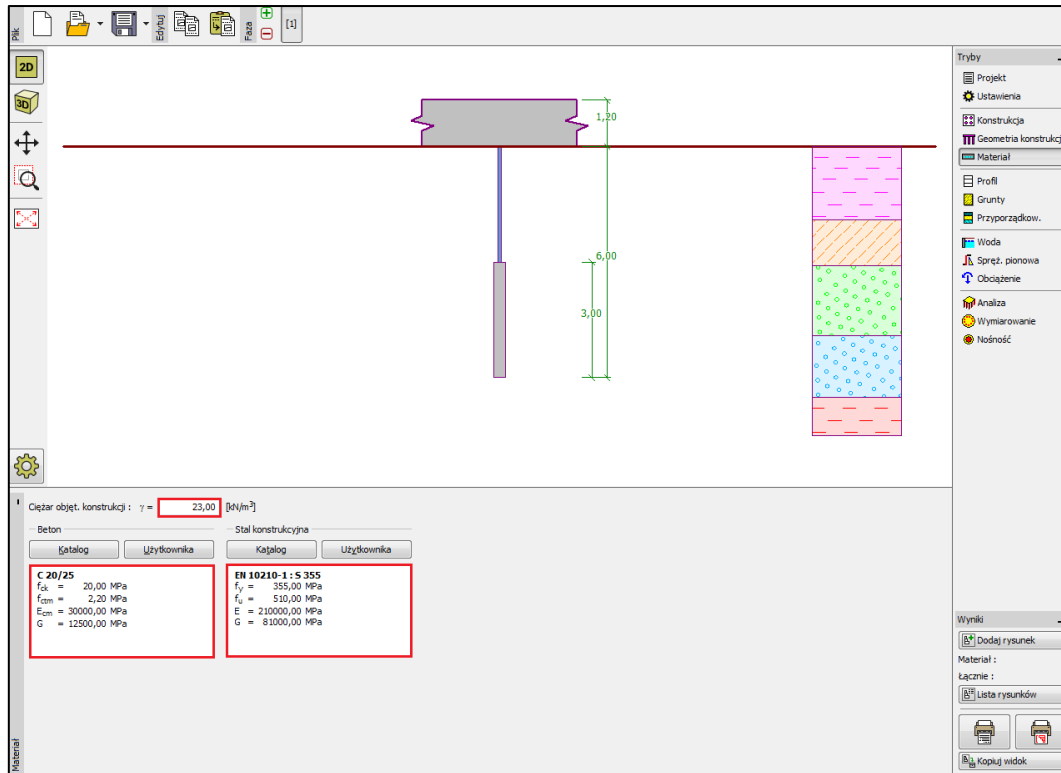 Plik
Edytuj
Faza
[1]
2D
3D
1,20
6,00
3,00
Tryby
Projekt
Ustawienia
Konstrukcja
Geometria konstrukcj
Materiał
Profil
Grunty
Przyporządkow.
Woda
Spręż. pionowa
Obciążenie
Analiza
Wymiarowanie
Nośność
Ciężar objęt. konstrukcji : γ = 23,00 [kN/m³]
Beton
Katalog
Użytkownika
C 20/25
fck = 20,00 MPa
fctm = 2,20 MPa
Ecm = 30000,00 MPa
G = 12500,00 MPa
Stal konstrukcyjna
Katalog
Użytkownika
EN 10210-1 : S 355
fy = 355,00 MPa
fu = 510,00 MPa
E = 210000,00 MPa
G = 81000,00 MPa
Materiał
Wyniki
Dodaj rysunek
Materiał :
Łącznie :
Lista rysunków
Kopiuj widok